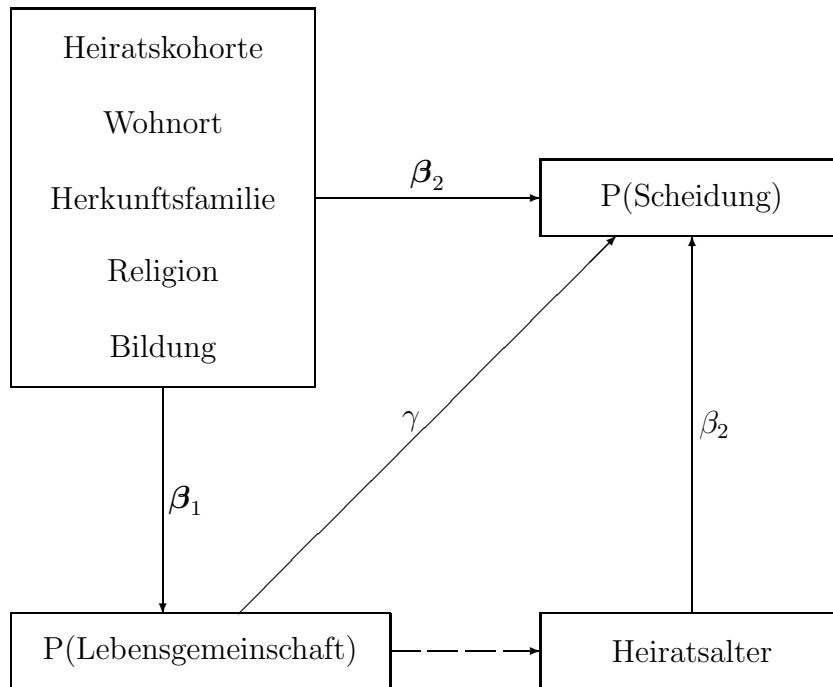 Heiratskohorte
Wohnort
Herkunftsfamilie
Religion
Bildung
β₂
P(Scheidung)
γ
β₂
β₁
P(Lebensgemeinschaft)
Heiratsalter